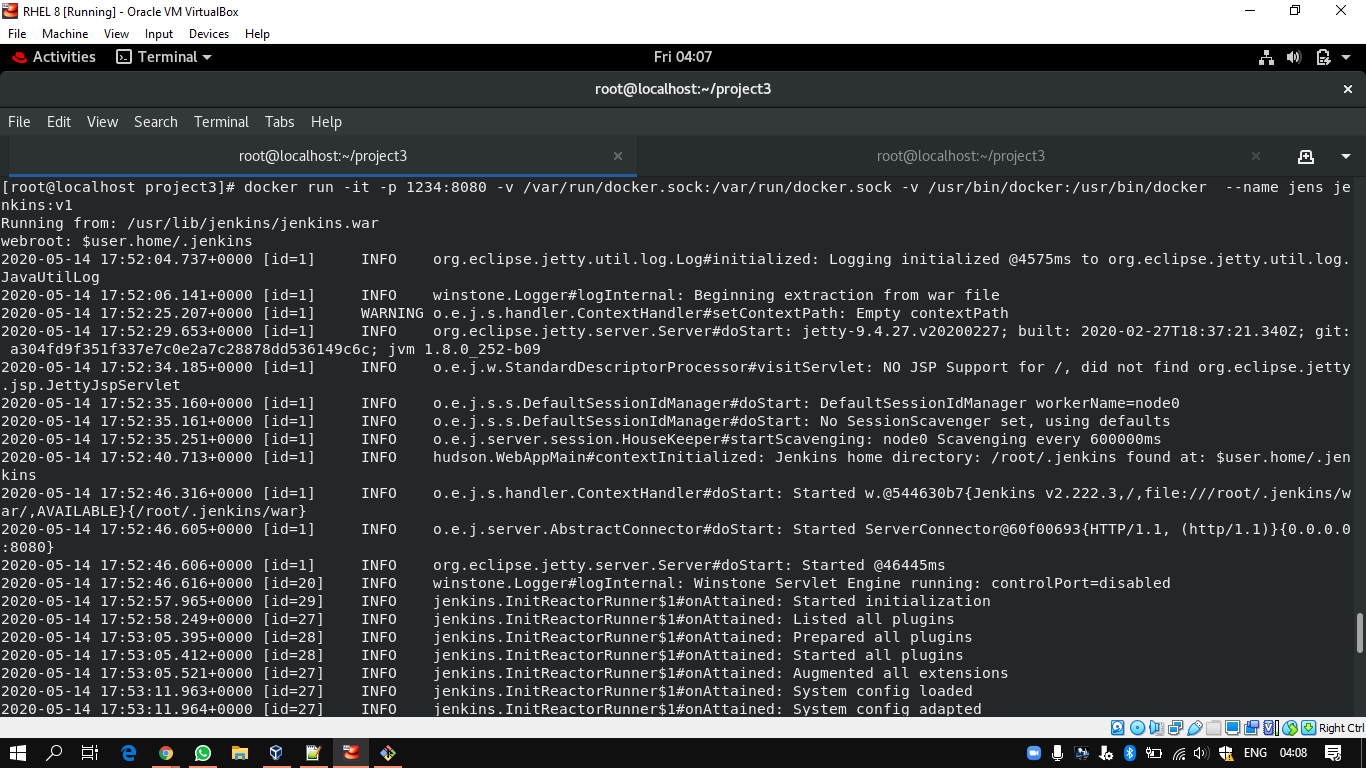 RHEL 8 [Running] - Oracle VM VirtualBox
File Machine View Input Devices Help
Activities Terminal Fri 04:07
root@localhost:~/project3
File Edit View Search Terminal Tabs Help
root@localhost:~/project3 root@localhost:~/project3
[root@localhost project3]# docker run -it -p 1234:8080 -v /var/run/docker.sock:/var/run/docker.sock -v /usr/bin/docker:/usr/bin/docker  --name jens je
nkins:v1
Running from: /usr/lib/jenkins/jenkins.war
webroot: $user.home/.jenkins
2020-05-14 17:52:04.737+0000 [id=1] INFO org.eclipse.jetty.util.log.Log#initialized: Logging initialized @4575ms to org.eclipse.jetty.util.log.
JavaUtilLog
2020-05-14 17:52:06.141+0000 [id=1] INFO winstone.Logger#logInternal: Beginning extraction from war file
2020-05-14 17:52:25.207+0000 [id=1] WARNING o.e.j.s.handler.ContextHandler#setContextPath: Empty contextPath
2020-05-14 17:52:29.653+0000 [id=1] INFO org.eclipse.jetty.server.Server#doStart: jetty-9.4.27.v20200227; built: 2020-02-27T18:37:21.340Z; git:
a304fd9f351f337e7c0e2a7c28878dd536149c6c; jvm 1.8.0_252-b09
2020-05-14 17:52:34.185+0000 [id=1] INFO o.e.j.w.StandardDescriptorProcessor#visitServlet: NO JSP Support for /, did not find org.eclipse.jetty
.jsp.JettyJspServlet
2020-05-14 17:52:35.160+0000 [id=1] INFO o.e.j.s.s.DefaultSessionIdManager#doStart: DefaultSessionIdManager workerName=node0
2020-05-14 17:52:35.161+0000 [id=1] INFO o.e.j.s.s.DefaultSessionIdManager#doStart: No SessionScavenger set, using defaults
2020-05-14 17:52:35.251+0000 [id=1] INFO o.e.j.server.session.HouseKeeper#startScavenging: node0 Scavenging every 600000ms
2020-05-14 17:52:40.713+0000 [id=1] INFO hudson.WebAppMain#contextInitialized: Jenkins home directory: /root/.jenkins found at: $user.home/.jen
kins
2020-05-14 17:52:46.316+0000 [id=1] INFO o.e.j.s.handler.ContextHandler#doStart: Started w.@544630b7{Jenkins v2.222.3,/,file:///root/.jenkins/w
ar/,AVAILABLE}{/root/.jenkins/war}
2020-05-14 17:52:46.605+0000 [id=1] INFO o.e.j.server.AbstractConnector#doStart: Started ServerConnector@60f00693{HTTP/1.1, (http/1.1)}{0.0.0.0
:8080}
2020-05-14 17:52:46.606+0000 [id=1] INFO org.eclipse.jetty.server.Server#doStart: Started @46445ms
2020-05-14 17:52:46.616+0000 [id=20] INFO winstone.Logger#logInternal: Winstone Servlet Engine running: controlPort=disabled
2020-05-14 17:52:57.965+0000 [id=29] INFO jenkins.InitReactorRunner$1#onAttained: Started initialization
2020-05-14 17:52:58.249+0000 [id=27] INFO jenkins.InitReactorRunner$1#onAttained: Listed all plugins
2020-05-14 17:53:05.395+0000 [id=28] INFO jenkins.InitReactorRunner$1#onAttained: Prepared all plugins
2020-05-14 17:53:05.412+0000 [id=28] INFO jenkins.InitReactorRunner$1#onAttained: Started all plugins
2020-05-14 17:53:05.521+0000 [id=27] INFO jenkins.InitReactorRunner$1#onAttained: Augmented all extensions
2020-05-14 17:53:11.963+0000 [id=27] INFO jenkins.InitReactorRunner$1#onAttained: System config loaded
2020-05-14 17:53:11.964+0000 [id=27] INFO jenkins.InitReactorRunner$1#onAttained: System config adapted
Right Ctrl
ENG 04:08